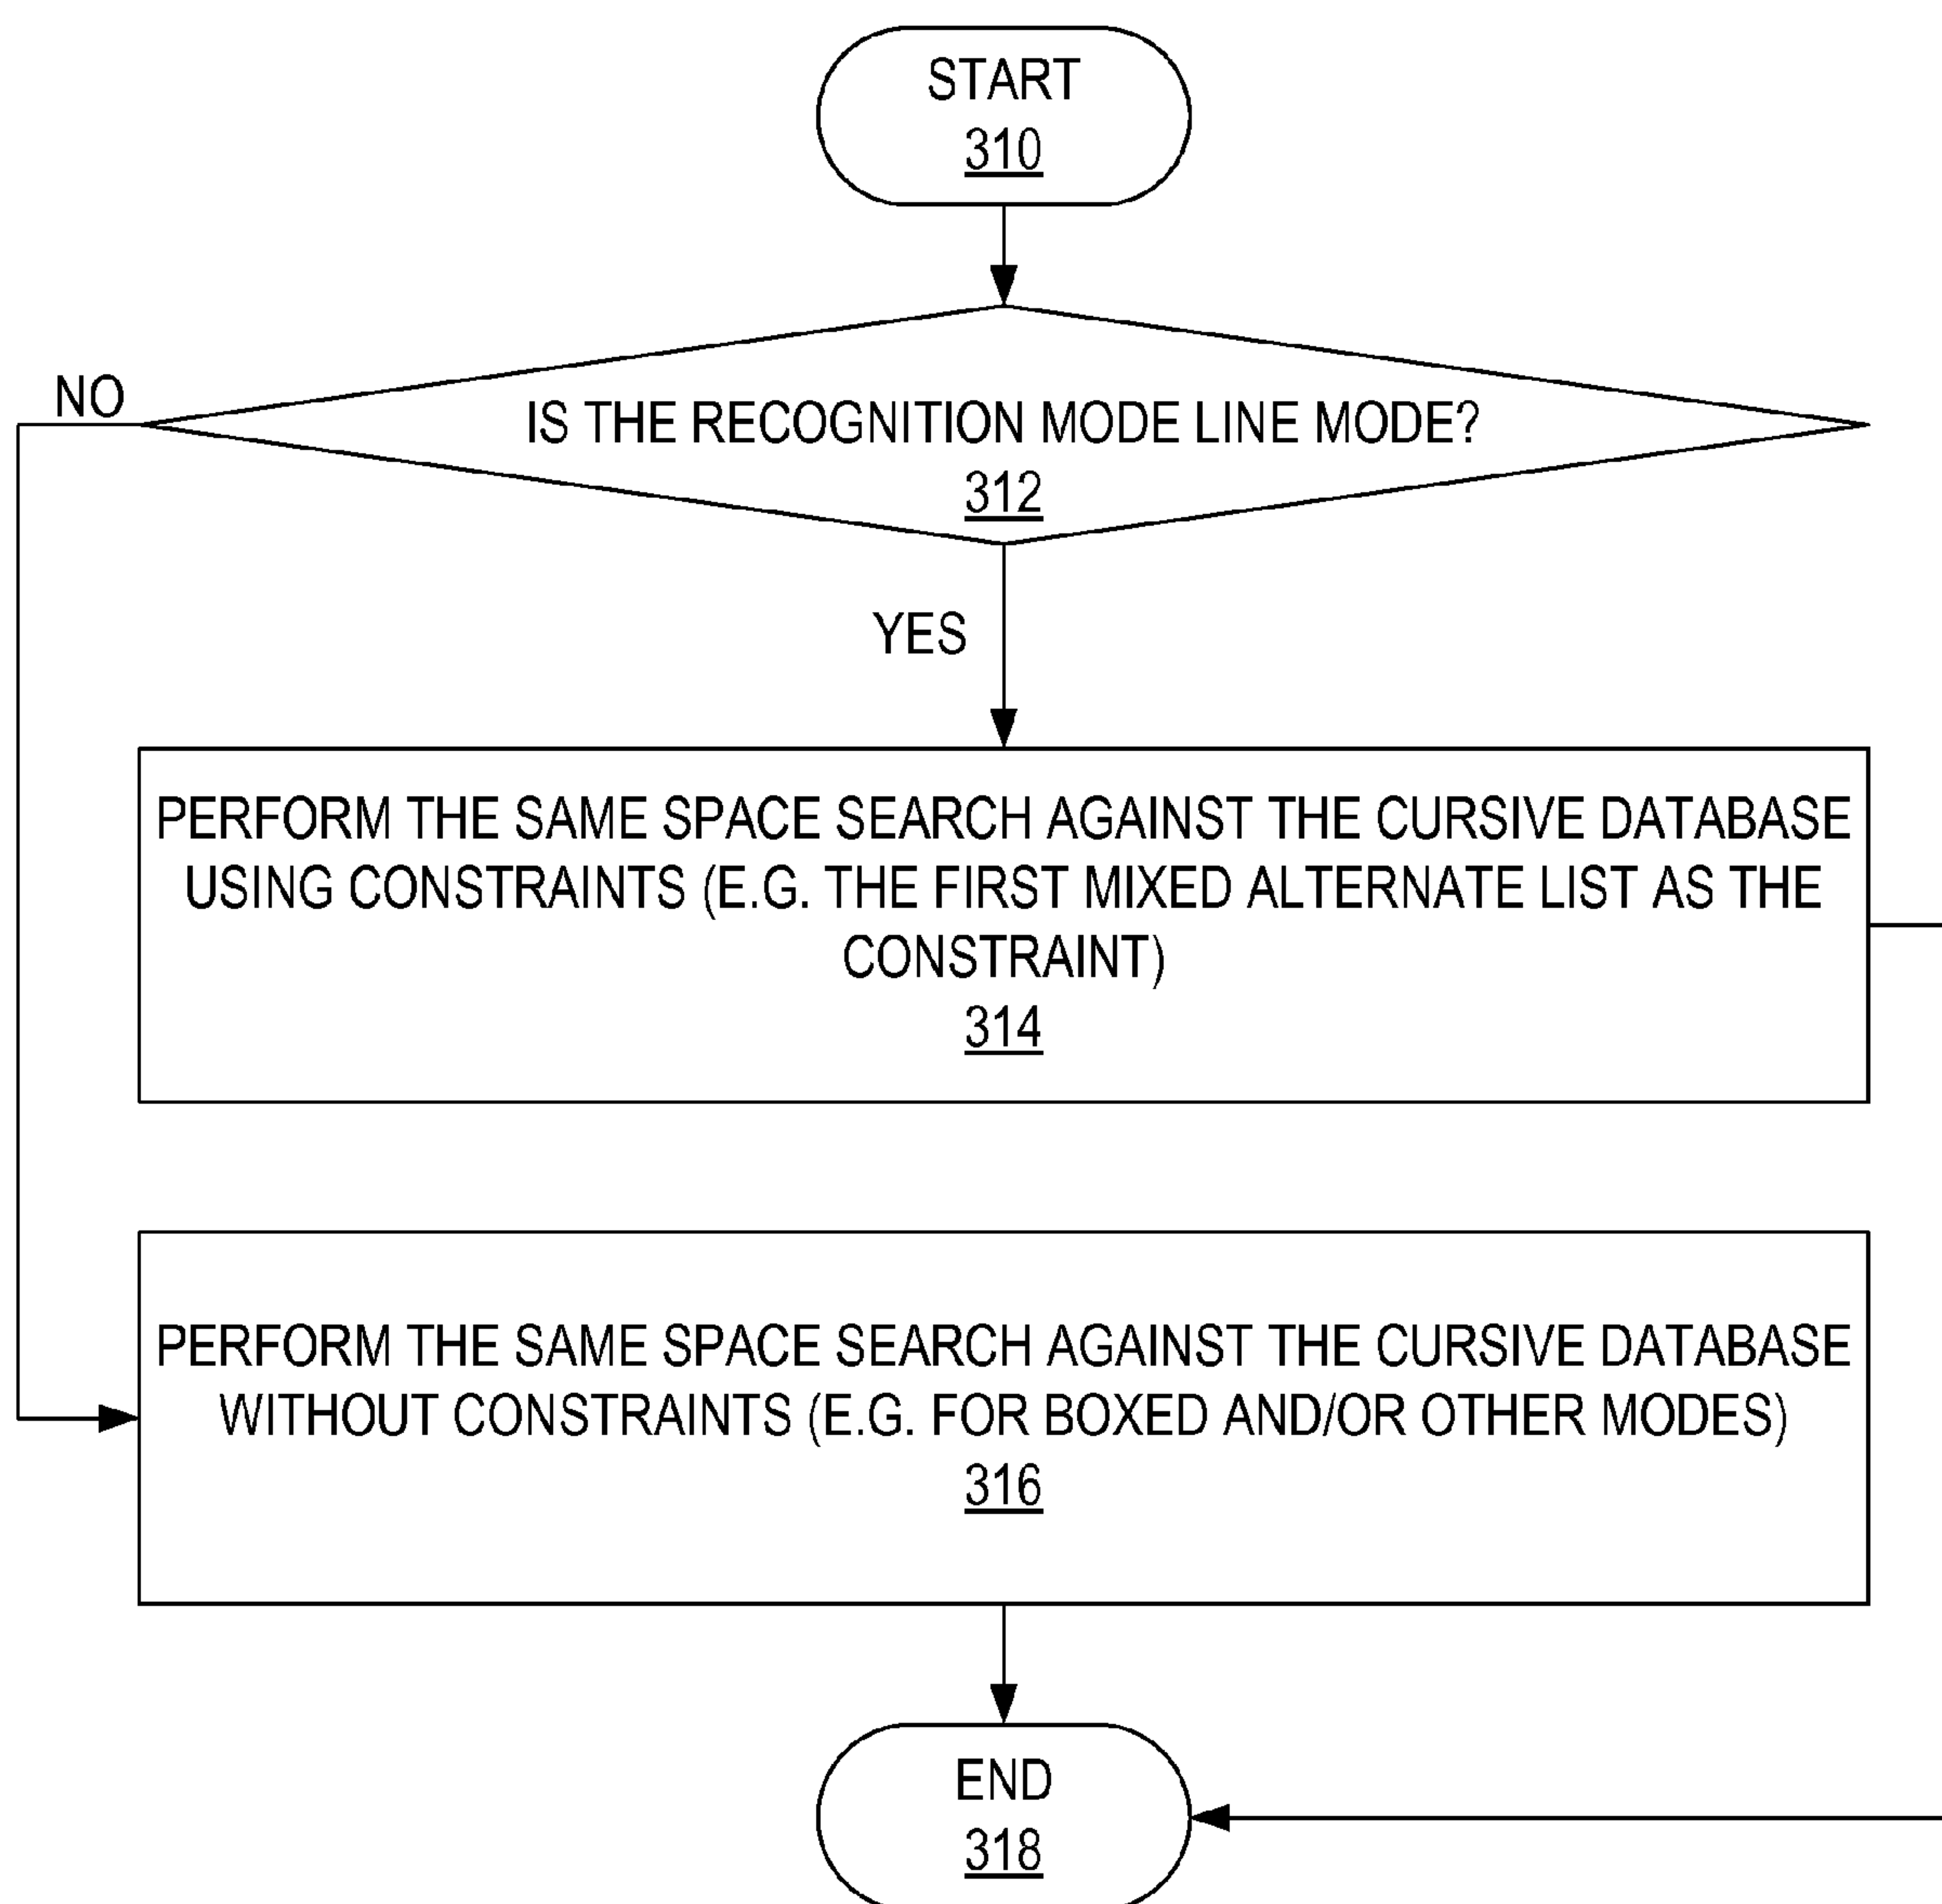 START
310
NO
IS THE RECOGNITION MODE LINE MODE?
312
YES
PERFORM THE SAME SPACE SEARCH AGAINST THE CURSIVE DATABASE
USING CONSTRAINTS (E.G. THE FIRST MIXED ALTERNATE LIST AS THE
CONSTRAINT)
314
PERFORM THE SAME SPACE SEARCH AGAINST THE CURSIVE DATABASE
WITHOUT CONSTRAINTS (E.G. FOR BOXED AND/OR OTHER MODES)
316
END
318